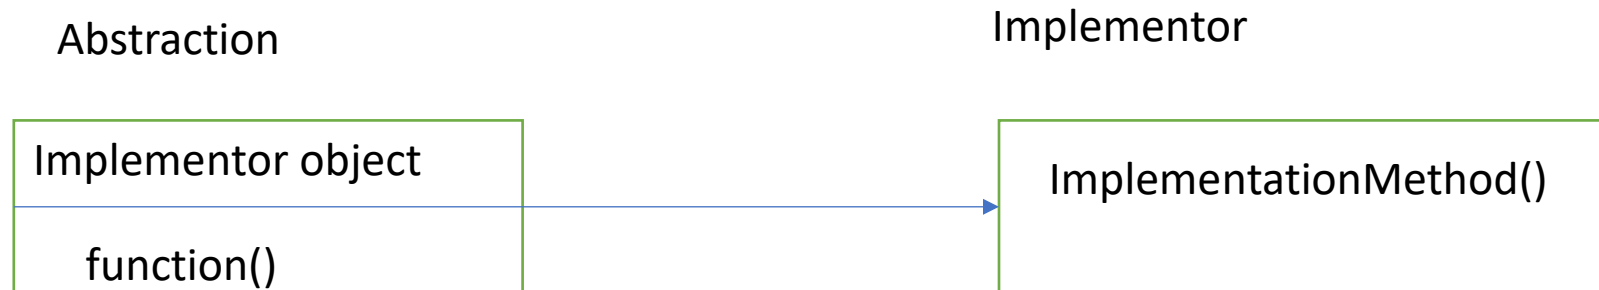 Abstraction
Implementor
Implementor object
ImplementationMethod()
function()